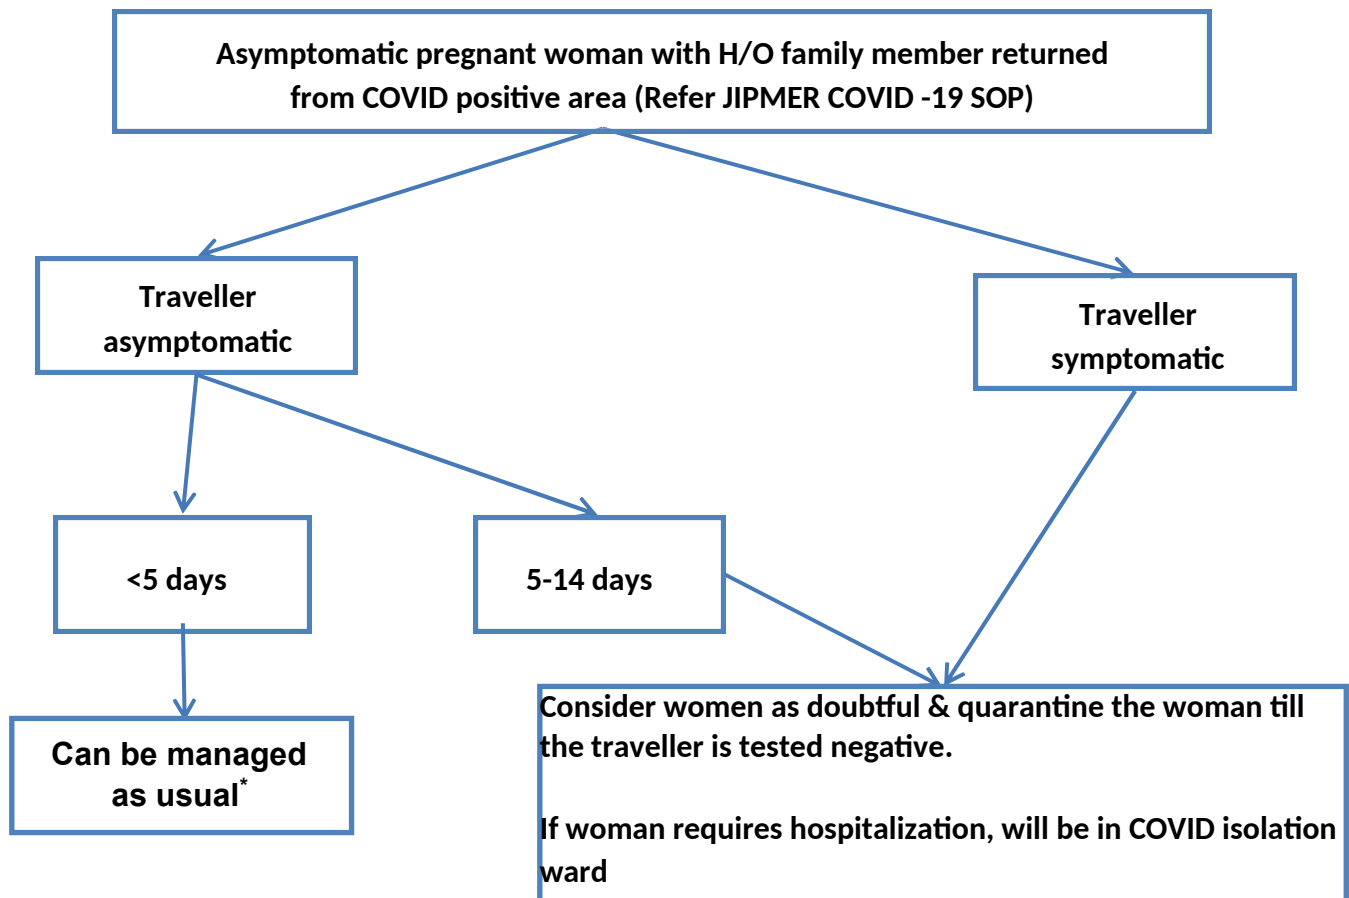 Asymptomatic pregnant woman with H/O family member returned
from COVID positive area (Refer JIPMER COVID -19 SOP)
Traveller
asymptomatic
Traveller
symptomatic
<5 days
5-14 days
Can be managed
as usual*
Consider women as doubtful & quarantine the woman till
the traveller is tested negative.
If woman requires hospitalization, will be in COVID isolation
ward